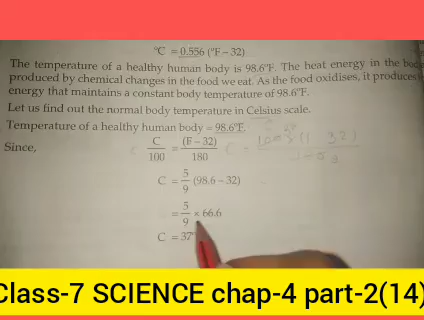 °C = 0.556 (°F – 32)
The temperature of a healthy human body is 98.6°F. The heat energy in the body
produced by chemical changes in the food we eat. As the food oxidises, it produces
energy that maintains a constant body temperature of 98.6°F.
Let us find out the normal body temperature in Celsius scale.
Temperature of a healthy human body = 98.6°F.
Since, C/100 = (F – 32)/180
C = 5/9 (98.6 – 32)
= 5/9 × 66.6
C = 37°
Class-7 SCIENCE chap-4 part-2(14)